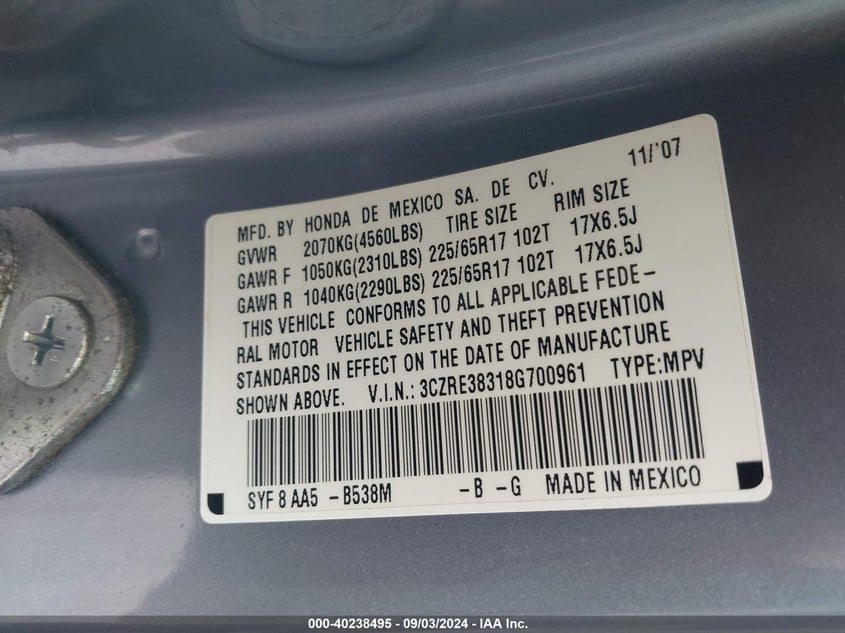 11/'07
MFD. BY HONDA DE MEXICO SA. DE CV.
GVWR 2070KG(4560LBS) TIRE SIZE RIM SIZE
GAWR F 1050KG(2310LBS) 225/65R17 102T 17X6.5J
GAWR R 1040KG(2290LBS) 225/65R17 102T 17X6.5J
THIS VEHICLE CONFORMS TO ALL APPLICABLE FEDE-
RAL MOTOR VEHICLE SAFETY AND THEFT PREVENTION
STANDARDS IN EFFECT ON THE DATE OF MANUFACTURE
SHOWN ABOVE. V.I.N.: 3CZRE38318G700961 TYPE:MPV
SYF 8 AA5 -B538M -B -G MADE IN MEXICO
000-40238495 - 09/03/2024 - IAA Inc.